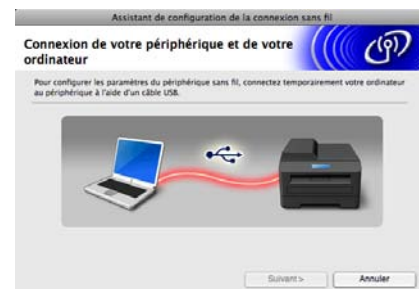 Assistant de configuration de la connexion sans fil
Connexion de votre périphérique et de votre
ordinateur
Pour configurer les paramètres du périphérique sans fil, connectez temporairement votre ordinateur
au périphérique à l'aide d'un câble USB.
Suivant >
Annuler